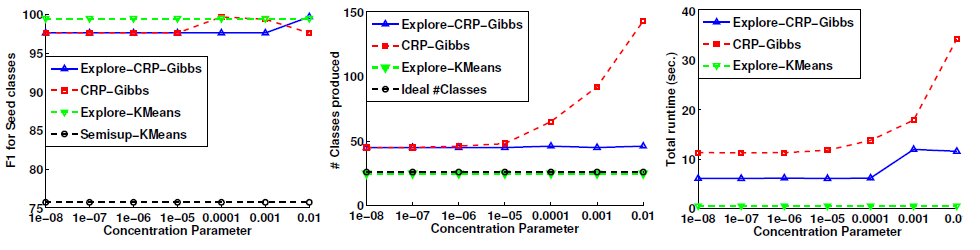 F1 for Seed classes
100
95
90
85
80
75
Explore-CRP-Gibbs
CRP-Gibbs
Explore-KMeans
Semisup-KMeans
1e-08 1e-07 1e-06 1e-05 0.0001 0.001 0.01
Concentration Parameter
# Classes produced
150
100
50
0
Explore-CRP-Gibbs
CRP-Gibbs
Explore-KMeans
Ideal #Classes
1e-08 1e-07 1e-06 1e-05 0.0001 0.001 0.01
Concentration Parameter
Total runtime (sec.)
40
30
20
10
0
Explore-CRP-Gibbs
CRP-Gibbs
Explore-KMeans
1e-08 1e-07 1e-06 1e-05 0.0001 0.001 0.0
Concentration Parameter